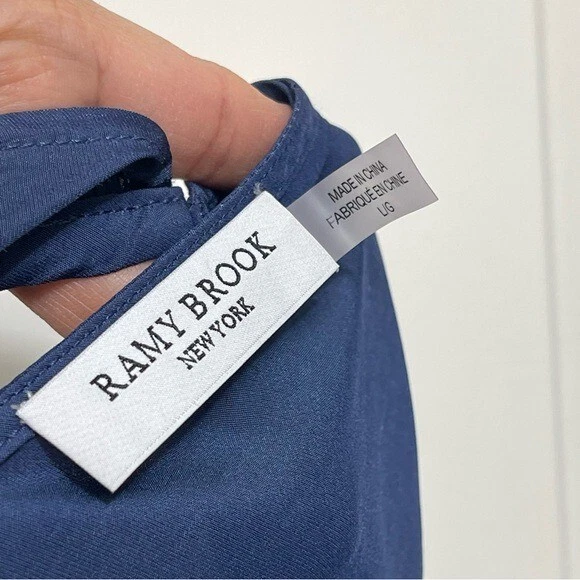 RAMY BROOK
NEW YORK
MADE IN CHINA
FABRIQUÉ EN CHINE
L/G